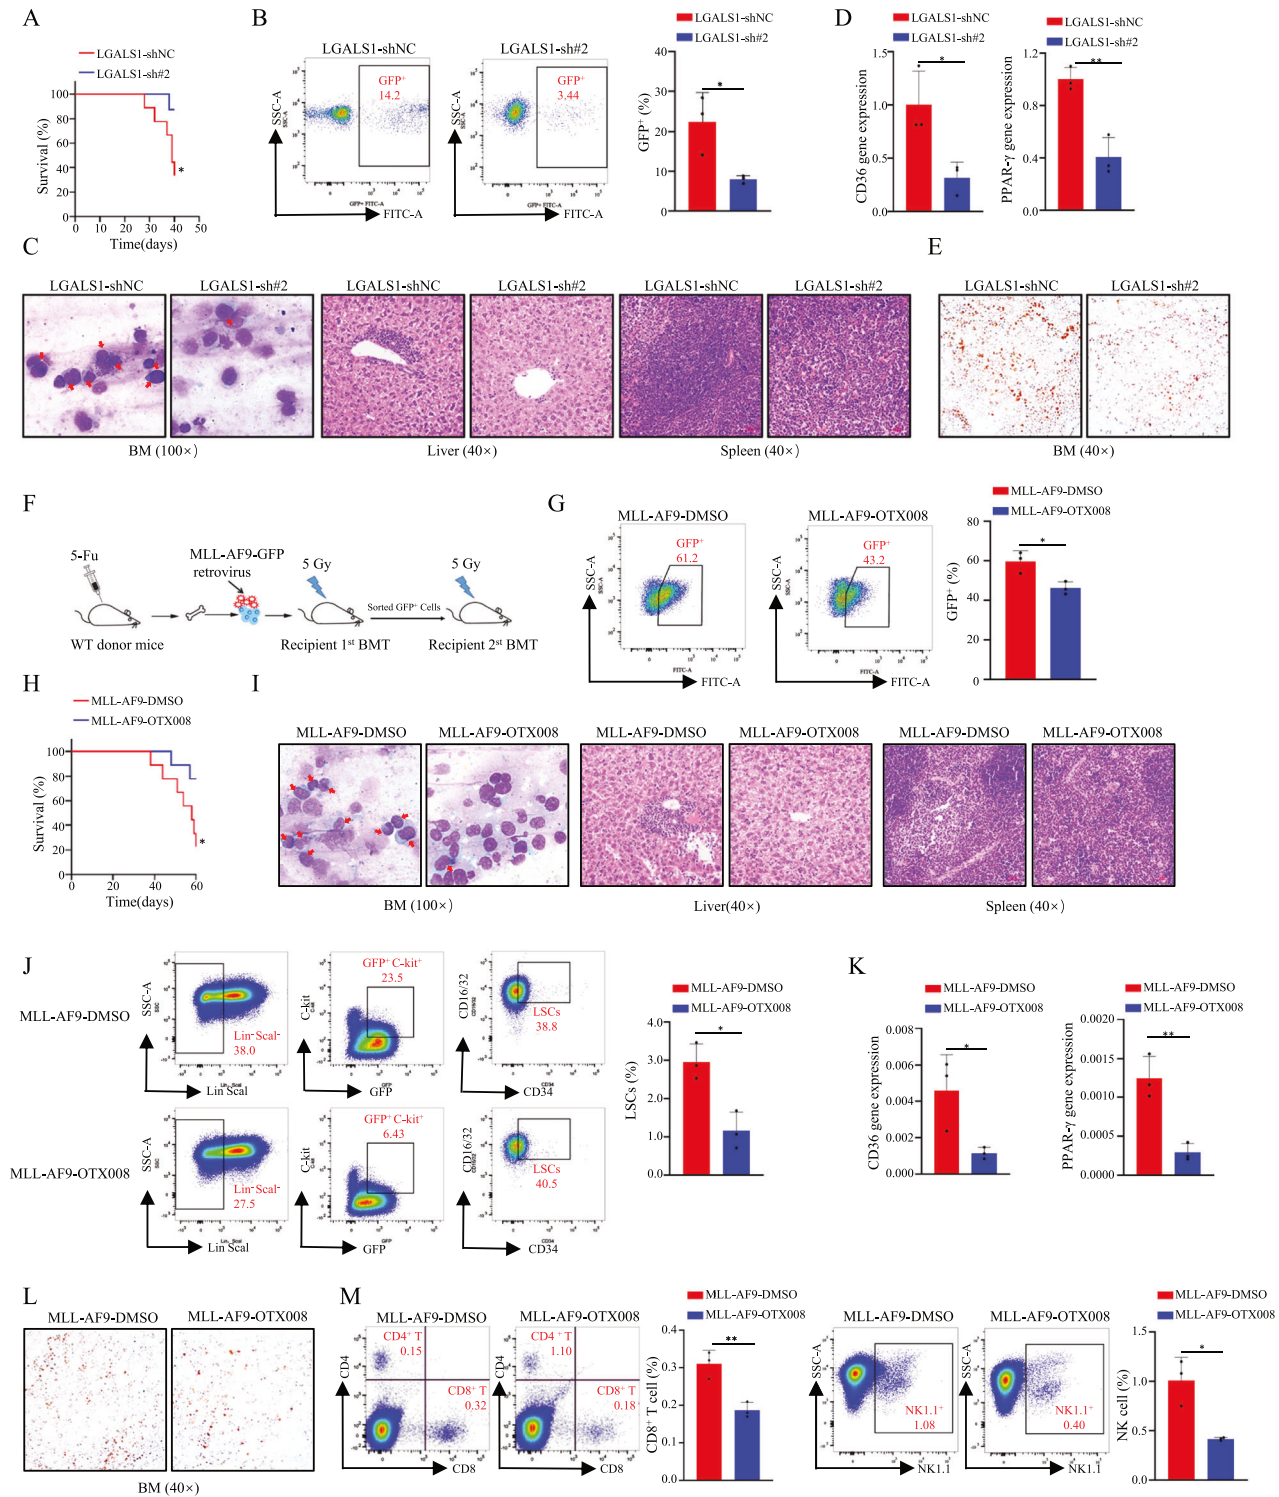 A
LGALS1-shNC
LGALS1-sh#2
Survival (%)
100
80
60
40
20
0
*
0 10 20 30 40 50
Time(days)
B
LGALS1-shNC
LGALS1-sh#2
SSC-A
GFP⁺
14.2
FITC-A
SSC-A
GFP⁺
3.44
FITC-A
LGALS1-shNC
LGALS1-sh#2
GFP⁺ (%)
40
30
20
10
0
*
D
LGALS1-shNC
LGALS1-sh#2
CD36 gene expression
1.5
1.0
0.5
0.0
*
LGALS1-shNC
LGALS1-sh#2
PPAR-γ gene expression
1.2
0.8
0.4
0.0
**
C
LGALS1-shNC LGALS1-sh#2 LGALS1-shNC LGALS1-sh#2 LGALS1-shNC LGALS1-sh#2
BM (100×) Liver (40×) Spleen (40×)
E
LGALS1-shNC LGALS1-sh#2
BM (40×)
F
5-Fu
MLL-AF9-GFP
retrovirus
5 Gy
5 Gy
Sorted GFP⁺ Cells
WT donor mice
Recipient 1ˢᵗ BMT
Recipient 2ˢᵗ BMT
G
MLL-AF9-DMSO
MLL-AF9-OTX008
SSC-A
GFP⁺
61.2
FITC-A
SSC-A
GFP⁺
43.2
FITC-A
MLL-AF9-DMSO
MLL-AF9-OTX008
GFP⁺ (%)
80
60
40
20
0
*
H
MLL-AF9-DMSO
MLL-AF9-OTX008
Survival (%)
100
80
60
40
20
0
*
0 20 40 60
Time(days)
I
MLL-AF9-DMSO MLL-AF9-OTX008 MLL-AF9-DMSO MLL-AF9-OTX008 MLL-AF9-DMSO MLL-AF9-OTX008
BM (100×) Liver(40×) Spleen (40×)
J
MLL-AF9-DMSO
SSC-A
Lin⁻Scal⁻
38.0
Lin Scal
C-kit
GFP⁺ C-kit⁺
23.5
GFP
CD16/32
LSCs
38.8
CD34
MLL-AF9-OTX008
SSC-A
Lin⁻Scal⁻
27.5
Lin Scal
C-kit
GFP⁺ C-kit⁺
6.43
GFP
CD16/32
LSCs
40.5
CD34
MLL-AF9-DMSO
MLL-AF9-OTX008
LSCs (%)
4.0
3.0
2.0
1.0
0.0
*
K
MLL-AF9-DMSO
MLL-AF9-OTX008
CD36 gene expression
0.008
0.006
0.004
0.002
0.000
*
MLL-AF9-DMSO
MLL-AF9-OTX008
PPAR-γ gene expression
0.0020
0.0015
0.0010
0.0005
0.0000
**
L
MLL-AF9-DMSO MLL-AF9-OTX008
BM (40×)
M
MLL-AF9-DMSO
MLL-AF9-OTX008
CD4
CD4⁺ T
0.15
CD8⁺ T
0.32
CD8
CD4
CD4⁺ T
1.10
CD8⁺ T
0.18
CD8
MLL-AF9-DMSO
MLL-AF9-OTX008
CD8⁺ T cell (%)
0.4
0.3
0.2
0.1
0.0
**
MLL-AF9-DMSO
MLL-AF9-OTX008
SSC-A
NK1.1⁺
1.08
NK1.1
SSC-A
NK1.1⁺
0.40
NK1.1
MLL-AF9-DMSO
MLL-AF9-OTX008
NK cell (%)
1.5
1.0
0.5
0.0
*